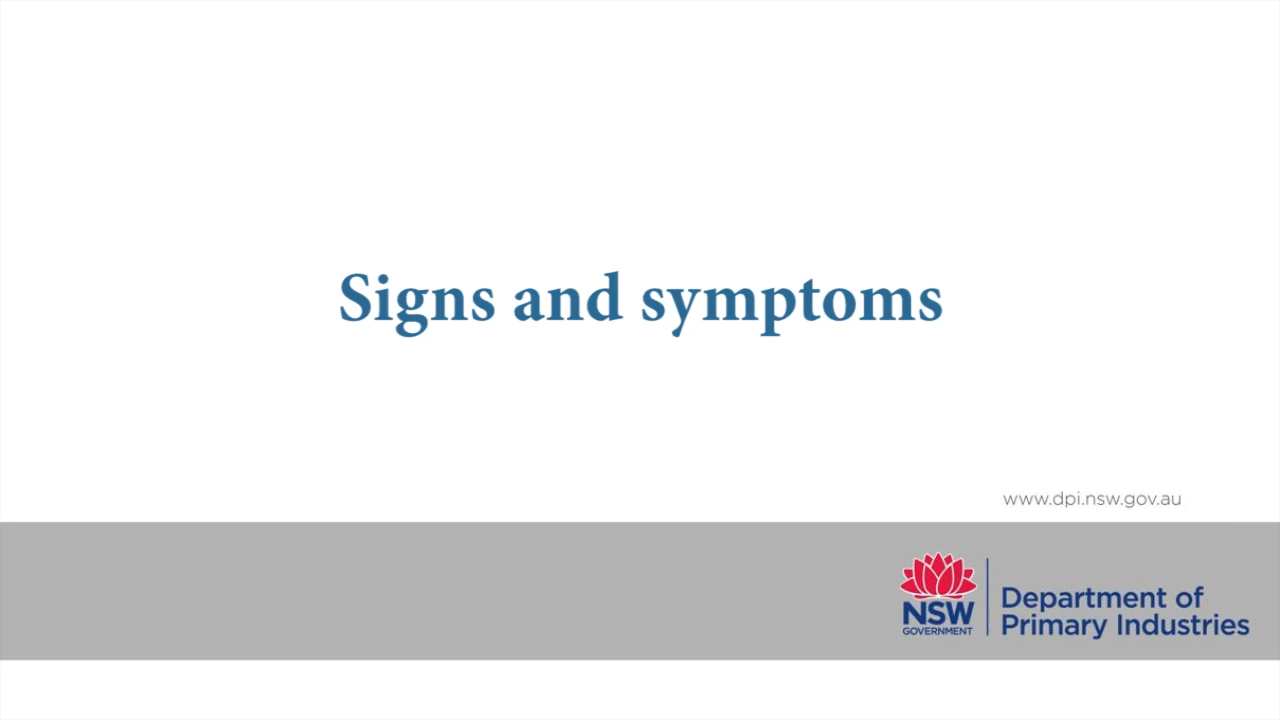 Signs and symptoms
www.dpi.nsw.gov.au
NSW
GOVERNMENT
Department of
Primary Industries